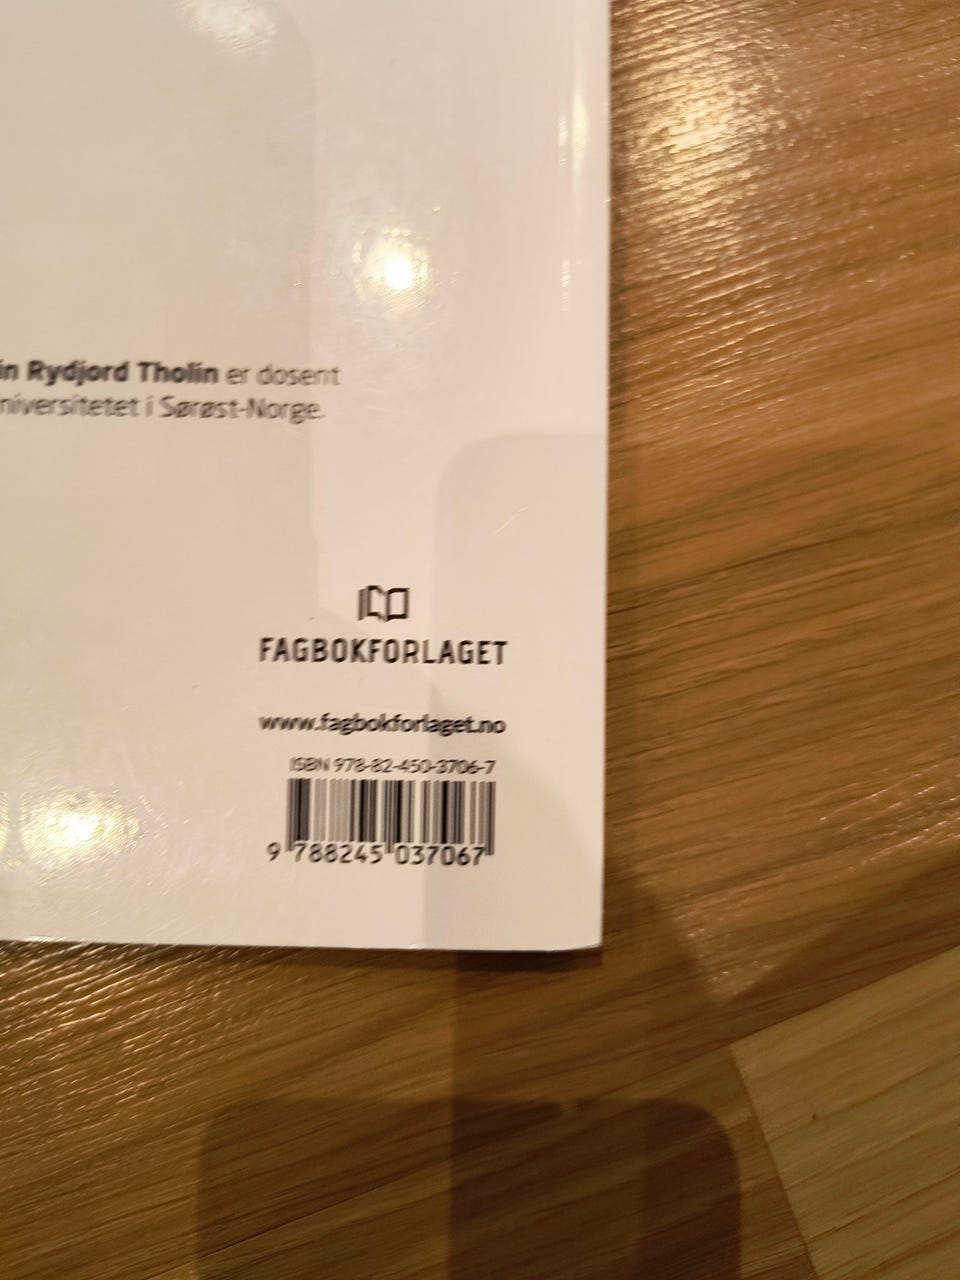 in Rydjord Tholin er dosent
niversitetet i Sørøst-Norge.
FAGBOKFORLAGET
www.fagbokforlaget.no
ISBN 978-82-450-3706-7
9 788245 037067